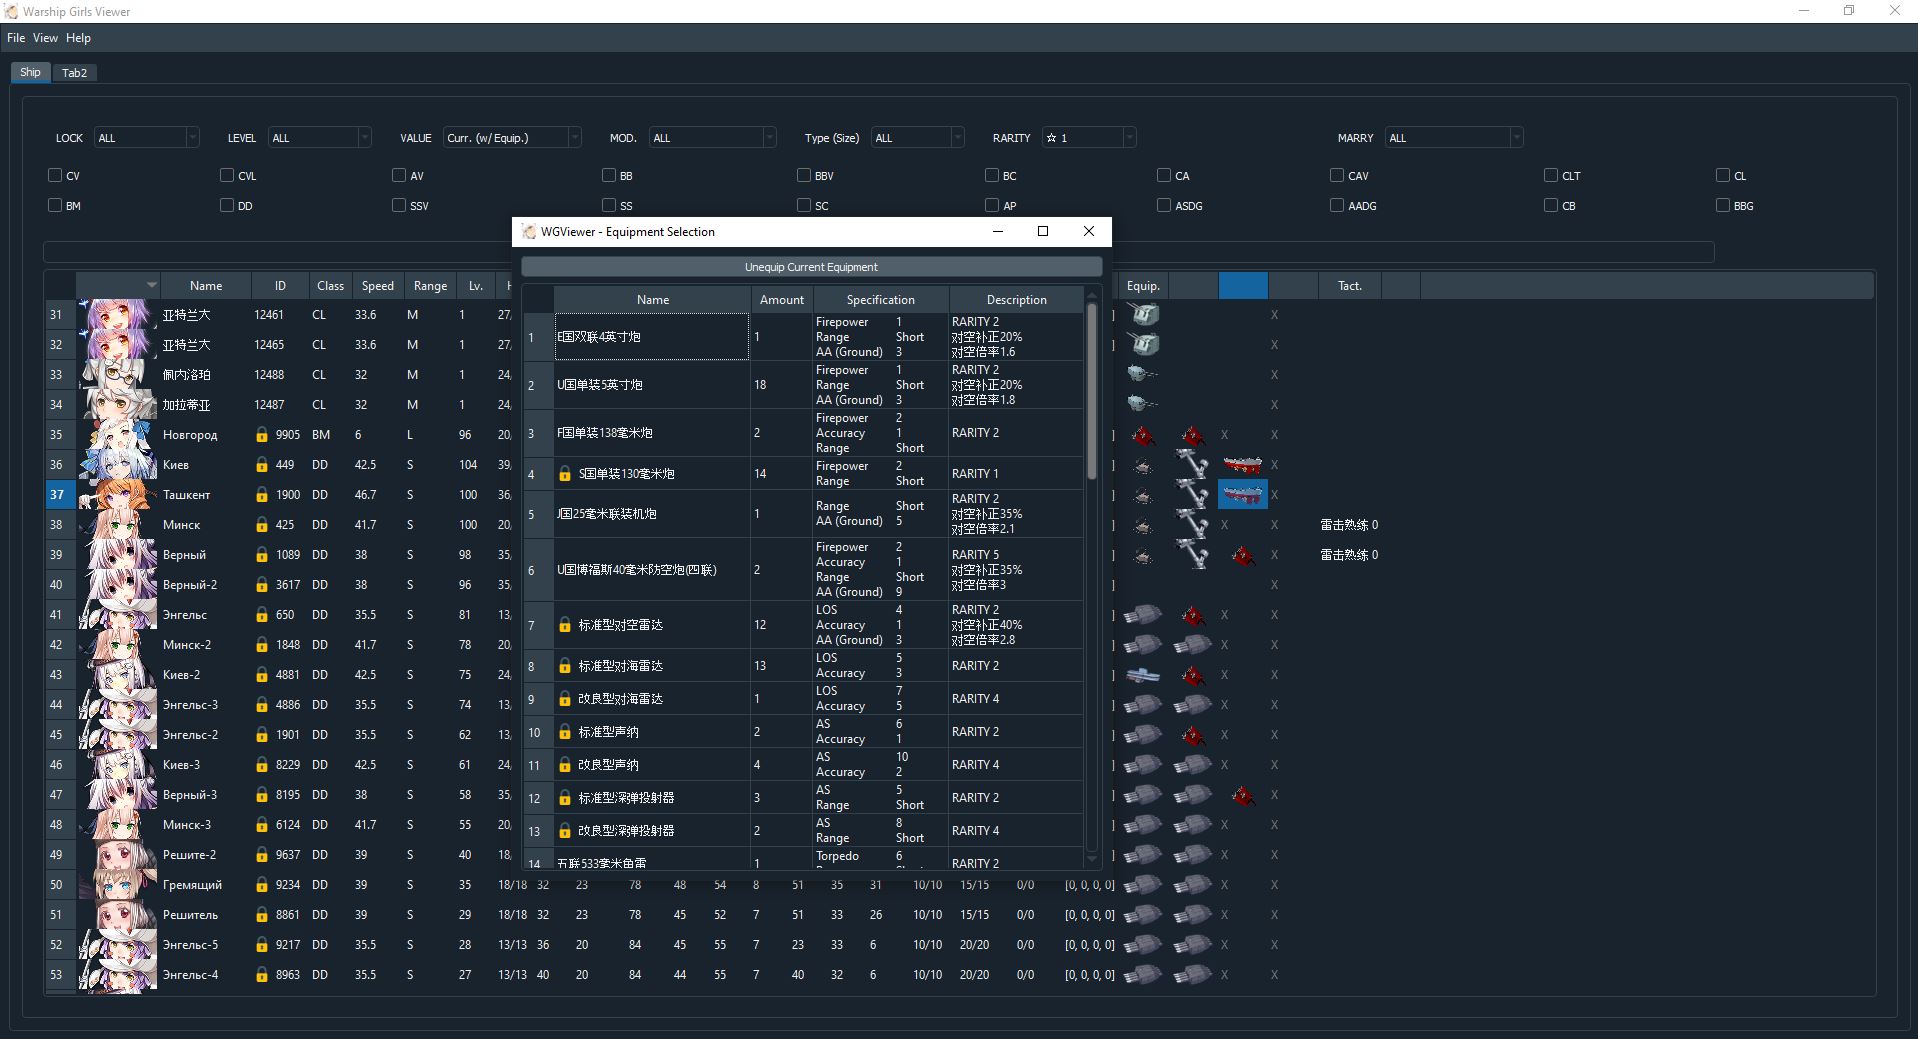 Warship Girls Viewer
File View Help
Ship Tab2
LOCK ALL LEVEL ALL VALUE Curr. (w/ Equip.) MOD. ALL Type (Size) ALL RARITY ☆ 1 MARRY ALL
CV CVL AV BB BBV BC CA CAV CLT CL
BM DD SSV SS SC AP ASDG AADG CB BBG
WGViewer - Equipment Selection
Unequip Current Equipment
Name Amount Specification Description
1 E国双联4英寸炮 1 Firepower 1 RARITY 2
Range Short 对空补正20%
AA (Ground) 3 对空倍率1.6
2 U国单装5英寸炮 18 Firepower 1 RARITY 2
Range Short 对空补正20%
AA (Ground) 3 对空倍率1.8
3 F国单装138毫米炮 2 Firepower 2 RARITY 2
Accuracy 1
Range Short
4 S国单装130毫米炮 14 Firepower 2 RARITY 1
Range Short
5 J国25毫米联装机炮 1 Range Short RARITY 2
AA (Ground) 5 对空补正35%
对空倍率2.1
6 U国博福斯40毫米防空炮(四联) 2 Firepower 2 RARITY 5
Accuracy 1 对空补正35%
Range Short 对空倍率3
AA (Ground) 9
7 标准型对空雷达 12 LOS 4 RARITY 2
Accuracy 1 对空补正40%
AA (Ground) 3 对空倍率2.8
8 标准型对海雷达 13 LOS 5 RARITY 2
Accuracy 3
9 改良型对海雷达 1 LOS 7 RARITY 4
Accuracy 5
10 标准型声纳 2 AS 6 RARITY 2
Accuracy 1
11 改良型声纳 4 AS 10 RARITY 4
Accuracy 2
12 标准型深弹投射器 3 AS 5 RARITY 2
Range Short
13 改良型深弹投射器 2 AS 8 RARITY 4
Range Short
14 五联533毫米鱼雷 1 Torpedo 6 RARITY 2
Name ID Class Speed Range Lv. Equip. Tact.
31 亚特兰大 12461 CL 33.6 M 1 27/ ] X
32 亚特兰大 12465 CL 33.6 M 1 27/ ] X
33 佩内洛珀 12488 CL 32 M 1 24/ X
34 加拉蒂亚 12487 CL 32 M 1 24/ X
35 Новгород 9905 BM 6 L 96 20/ ] X X
36 Киев 449 DD 42.5 S 104 39/ ] X
37 Ташкент 1900 DD 46.7 S 100 36/ ] X
38 Минск 425 DD 41.7 S 100 20/ ] X X 雷击熟练 0
39 Верный 1089 DD 38 S 98 35/ ] X 雷击熟练 0
40 Верный-2 3617 DD 38 S 96 35/ ]
41 Энгельс 650 DD 35.5 S 81 13/ ] X X
42 Минск-2 1848 DD 41.7 S 78 20/ ] X X
43 Киев-2 4881 DD 42.5 S 75 24/ ] X X
44 Энгельс-3 4886 DD 35.5 S 74 13/ ] X X
45 Энгельс-2 1901 DD 35.5 S 62 13/ ] X X
46 Киев-3 8229 DD 42.5 S 61 24/ ] X X
47 Верный-3 8195 DD 38 S 58 35/ ] X
48 Минск-3 6124 DD 41.7 S 55 20/ ] X X
49 Решите-2 9637 DD 39 S 40 18/ ] X X
50 Гремящий 9234 DD 39 S 35 18/18 32 23 78 48 54 8 51 35 31 10/10 15/15 0/0 [0, 0, 0, 0] X X
51 Решитель 8861 DD 39 S 29 18/18 32 23 78 45 52 7 51 33 26 10/10 15/15 0/0 [0, 0, 0, 0] X X
52 Энгельс-5 9217 DD 35.5 S 28 13/13 36 20 84 45 55 7 23 33 6 10/10 20/20 0/0 [0, 0, 0, 0] X X
53 Энгельс-4 8963 DD 35.5 S 27 13/13 40 20 84 44 55 7 40 32 6 10/10 20/20 0/0 [0, 0, 0, 0] X X